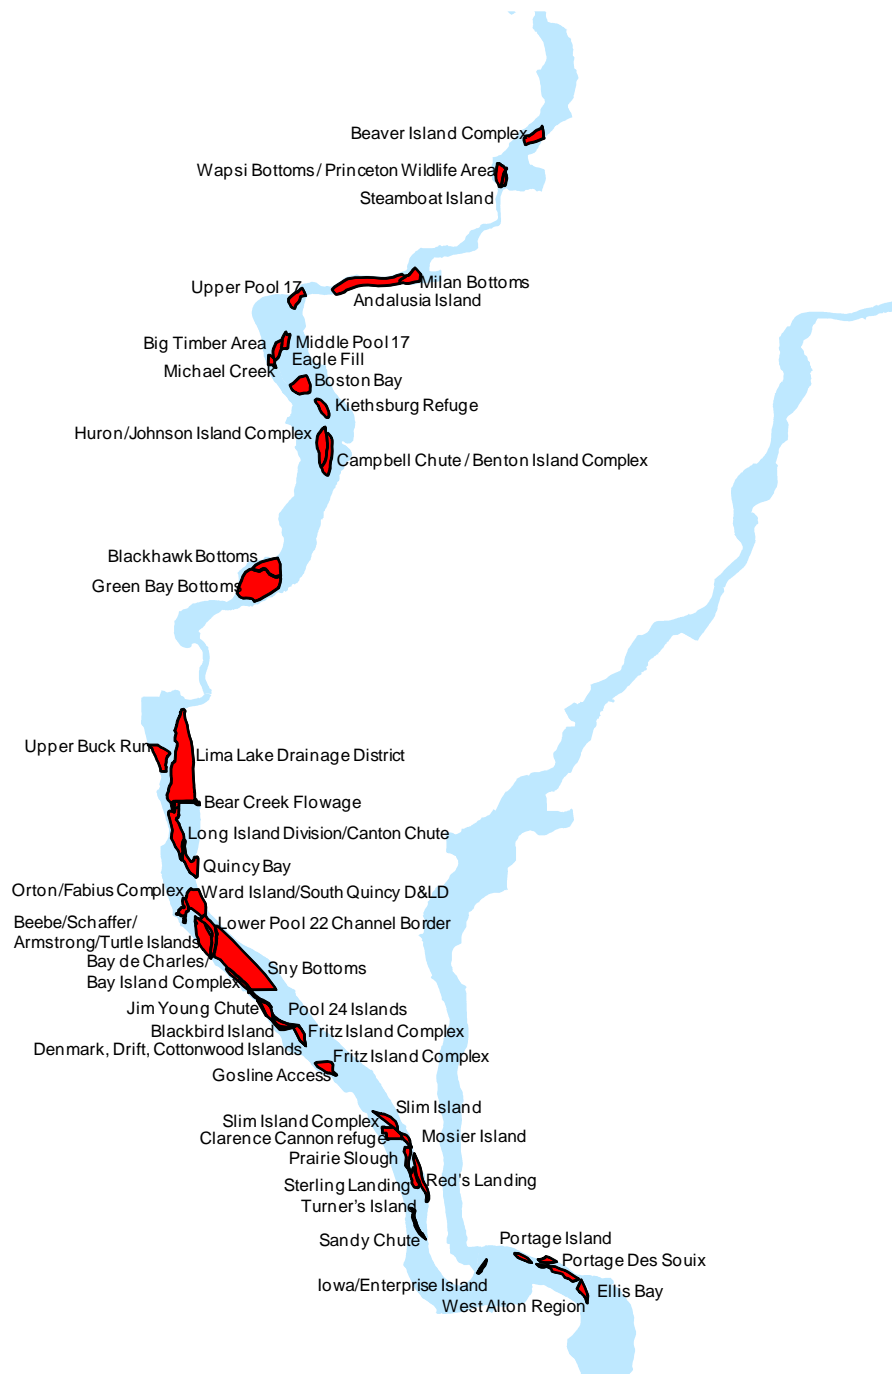 Beaver Island Complex
Wapsi Bottoms / Princeton Wildlife Area
Steamboat Island
Upper Pool 17
Milan Bottoms
Andalusia Island
Big Timber Area
Middle Pool 17
Eagle Fill
Michael Creek
Boston Bay
Kiethsburg Refuge
Huron/Johnson Island Complex
Campbell Chute / Benton Island Complex
Blackhawk Bottoms
Green Bay Bottoms
Upper Buck Run
Lima Lake Drainage District
Bear Creek Flowage
Long Island Division/Canton Chute
Quincy Bay
Orton/Fabius Complex
Ward Island/South Quincy D&LD
Beebe/Schaffer/
Armstrong/Turtle Islands
Lower Pool 22 Channel Border
Bay de Charles/
Bay Island Complex
Sny Bottoms
Jim Young Chute
Pool 24 Islands
Blackbird Island
Fritz Island Complex
Denmark, Drift, Cottonwood Islands
Fritz Island Complex
Gosline Access
Slim Island
Slim Island Complex
Clarence Cannon refuge
Mosier Island
Prairie Slough
Sterling Landing
Red's Landing
Turner's Island
Sandy Chute
Portage Island
Portage Des Souix
Iowa/Enterprise Island
Ellis Bay
West Alton Region